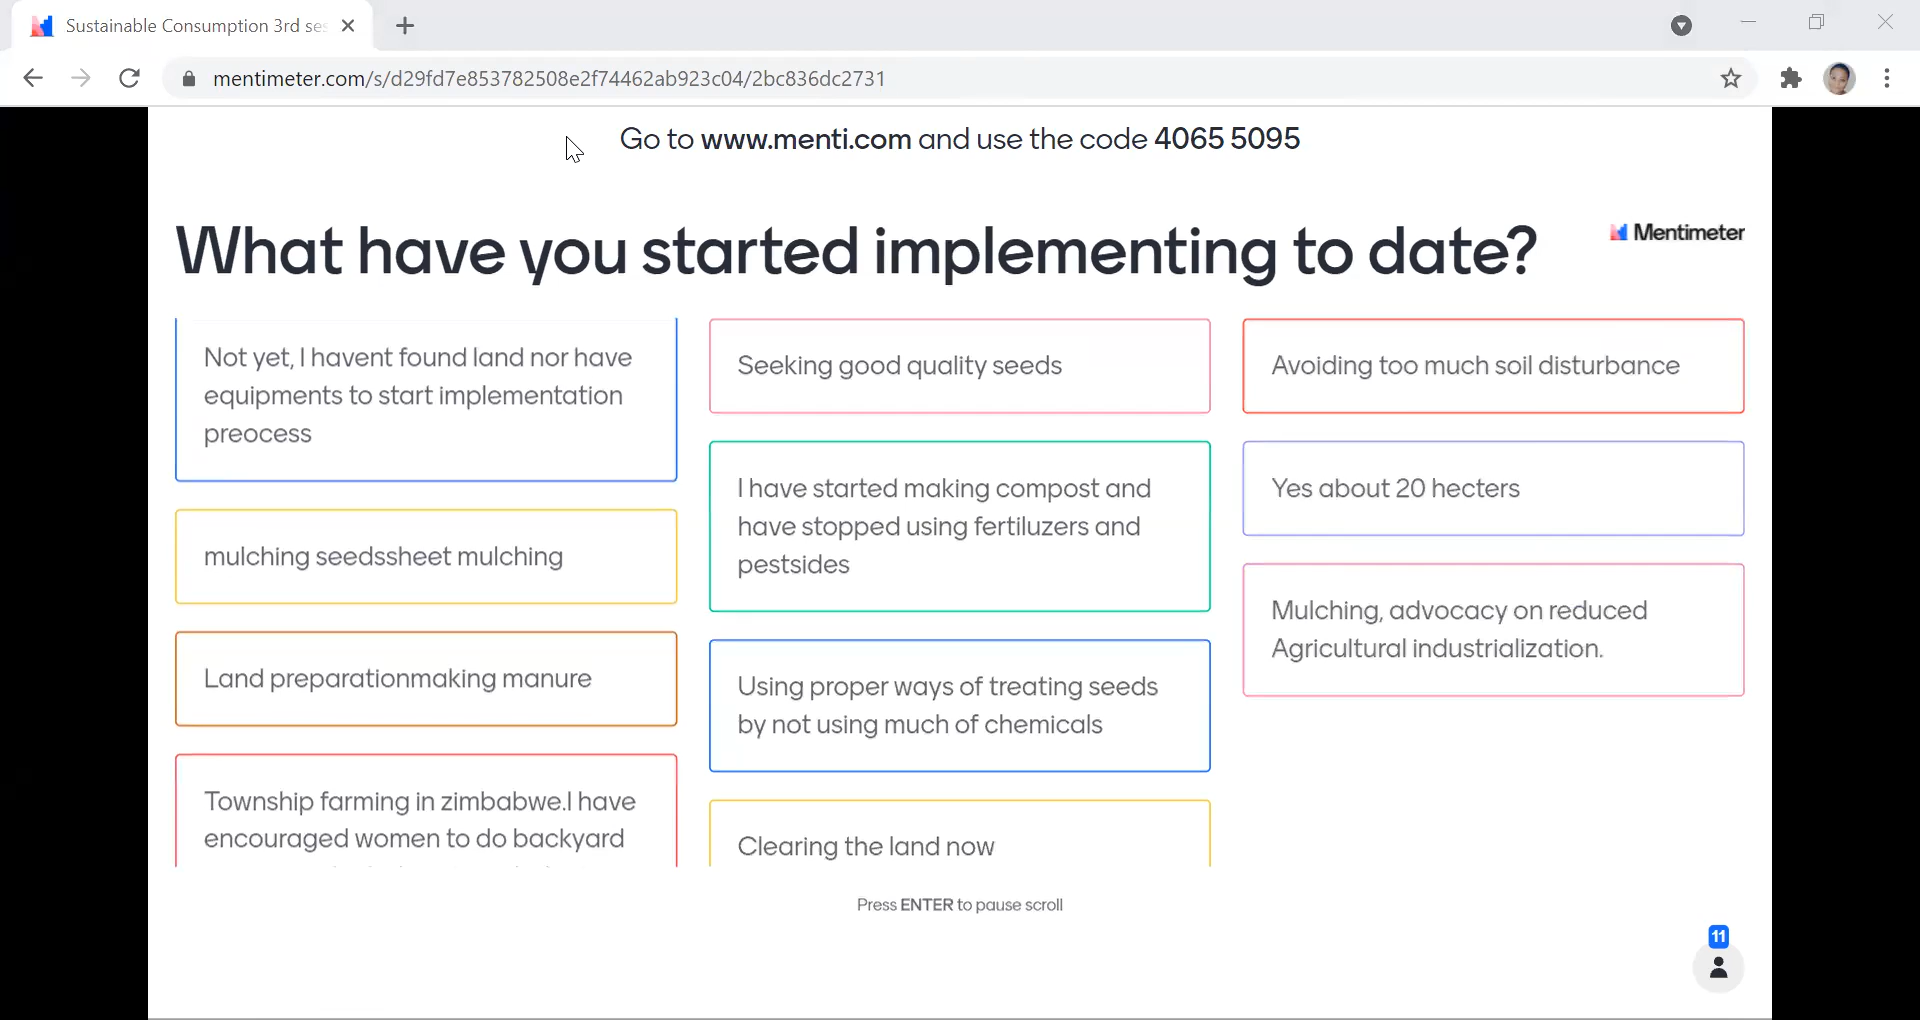 Sustainable Consumption 3rd ses
mentimeter.com/s/d29fd7e853782508e2f74462ab923c04/2bc836dc2731
Go to www.menti.com and use the code 4065 5095
What have you started implementing to date?
Mentimeter
Not yet, I havent found land nor have
equipments to start implementation
preocess
mulching seedssheet mulching
Land preparationmaking manure
Township farming in zimbabwe.I have
encouraged women to do backyard
Seeking good quality seeds
I have started making compost and
have stopped using fertiluzers and
pestsides
Using proper ways of treating seeds
by not using much of chemicals
Clearing the land now
Avoiding too much soil disturbance
Yes about 20 hecters
Mulching, advocacy on reduced
Agricultural industrialization.
Press ENTER to pause scroll
11